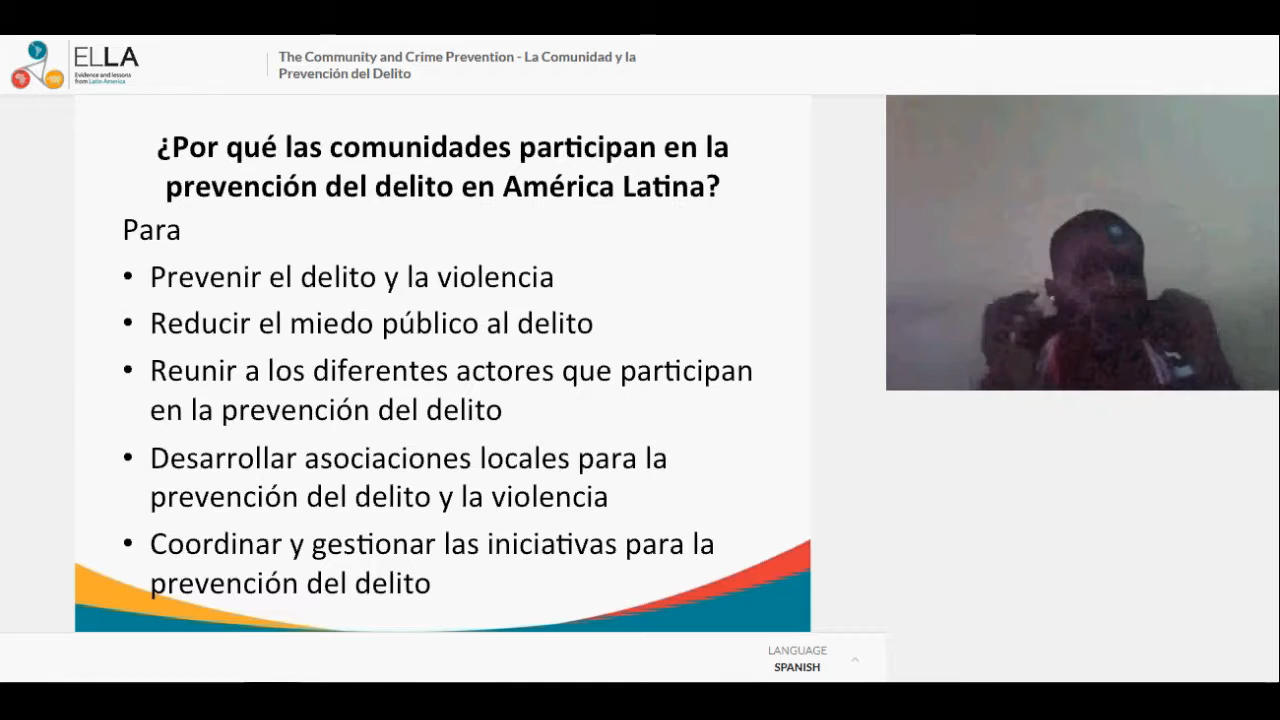 ELLA
Evidence and lessons
from Latin America
The Community and Crime Prevention - La Comunidad y la
Prevención del Delito
¿Por qué las comunidades participan en la
prevención del delito en América Latina?
Para
• Prevenir el delito y la violencia
• Reducir el miedo público al delito
• Reunir a los diferentes actores que participan
en la prevención del delito
• Desarrollar asociaciones locales para la
prevención del delito y la violencia
• Coordinar y gestionar las iniciativas para la
prevención del delito
LANGUAGE
SPANISH